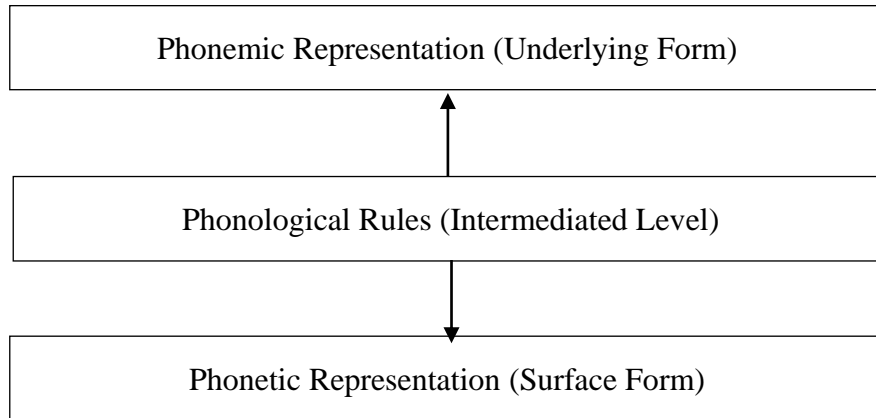 Phonemic Representation (Underlying Form)
Phonological Rules (Intermediated Level)
Phonetic Representation (Surface Form)